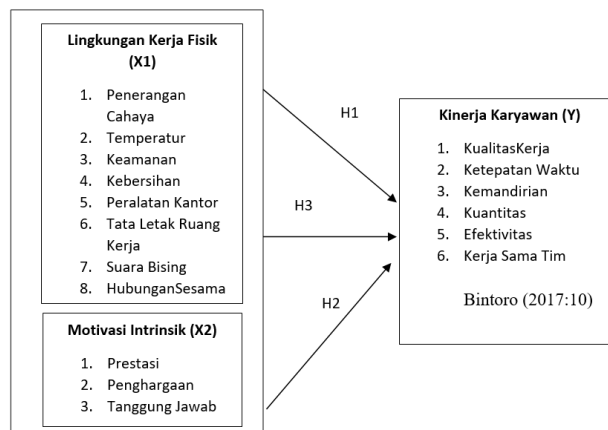 Lingkungan Kerja Fisik
(X1)
1. Penerangan
Cahaya
2. Temperatur
3. Keamanan
4. Kebersihan
5. Peralatan Kantor
6. Tata Letak Ruang
Kerja
7. Suara Bising
8. HubunganSesama
Motivasi Intrinsik (X2)
1. Prestasi
2. Penghargaan
3. Tanggung Jawab
H1
H3
H2
Kinerja Karyawan (Y)
1. KualitasKerja
2. Ketepatan Waktu
3. Kemandirian
4. Kuantitas
5. Efektivitas
6. Kerja Sama Tim
Bintoro (2017:10)